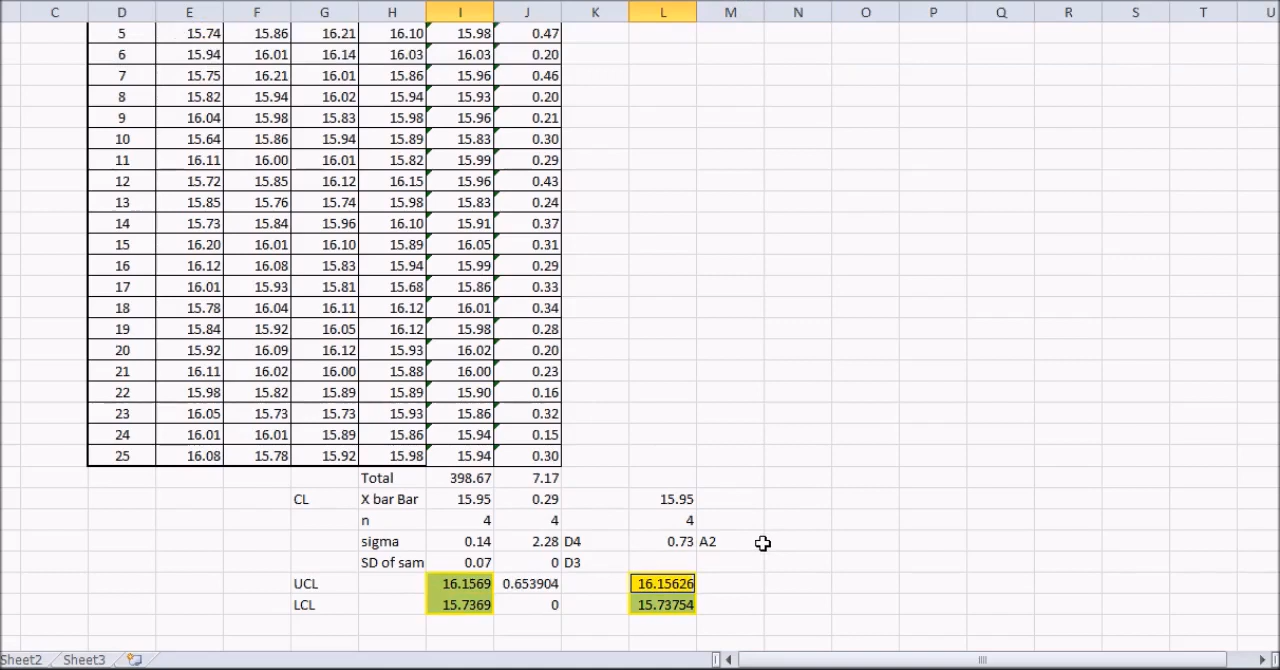 C D E F G H I J K L M N O P Q R S T U
5 15.74 15.86 16.21 16.10 15.98 0.47
6 15.94 16.01 16.14 16.03 16.03 0.20
7 15.75 16.21 16.01 15.86 15.96 0.46
8 15.82 15.94 16.02 15.94 15.93 0.20
9 16.04 15.98 15.83 15.98 15.96 0.21
10 15.64 15.86 15.94 15.89 15.83 0.30
11 16.11 16.00 16.01 15.82 15.99 0.29
12 15.72 15.85 16.12 16.15 15.96 0.43
13 15.85 15.76 15.74 15.98 15.83 0.24
14 15.73 15.84 15.96 16.10 15.91 0.37
15 16.20 16.01 16.10 15.89 16.05 0.31
16 16.12 16.08 15.83 15.94 15.99 0.29
17 16.01 15.93 15.81 15.68 15.86 0.33
18 15.78 16.04 16.11 16.12 16.01 0.34
19 15.84 15.92 16.05 16.12 15.98 0.28
20 15.92 16.09 16.12 15.93 16.02 0.20
21 16.11 16.02 16.00 15.88 16.00 0.23
22 15.98 15.82 15.89 15.89 15.90 0.16
23 16.05 15.73 15.73 15.93 15.86 0.32
24 16.01 16.01 15.89 15.86 15.94 0.15
25 16.08 15.78 15.92 15.98 15.94 0.30
Total 398.67 7.17
CL X bar Bar 15.95 0.29 15.95
n 4 4 4
sigma 0.14 2.28 D4 0.73 A2
SD of sam 0.07 0 D3
UCL 16.1569 0.653904 16.15626
LCL 15.7369 0 15.73754
Sheet2 Sheet3